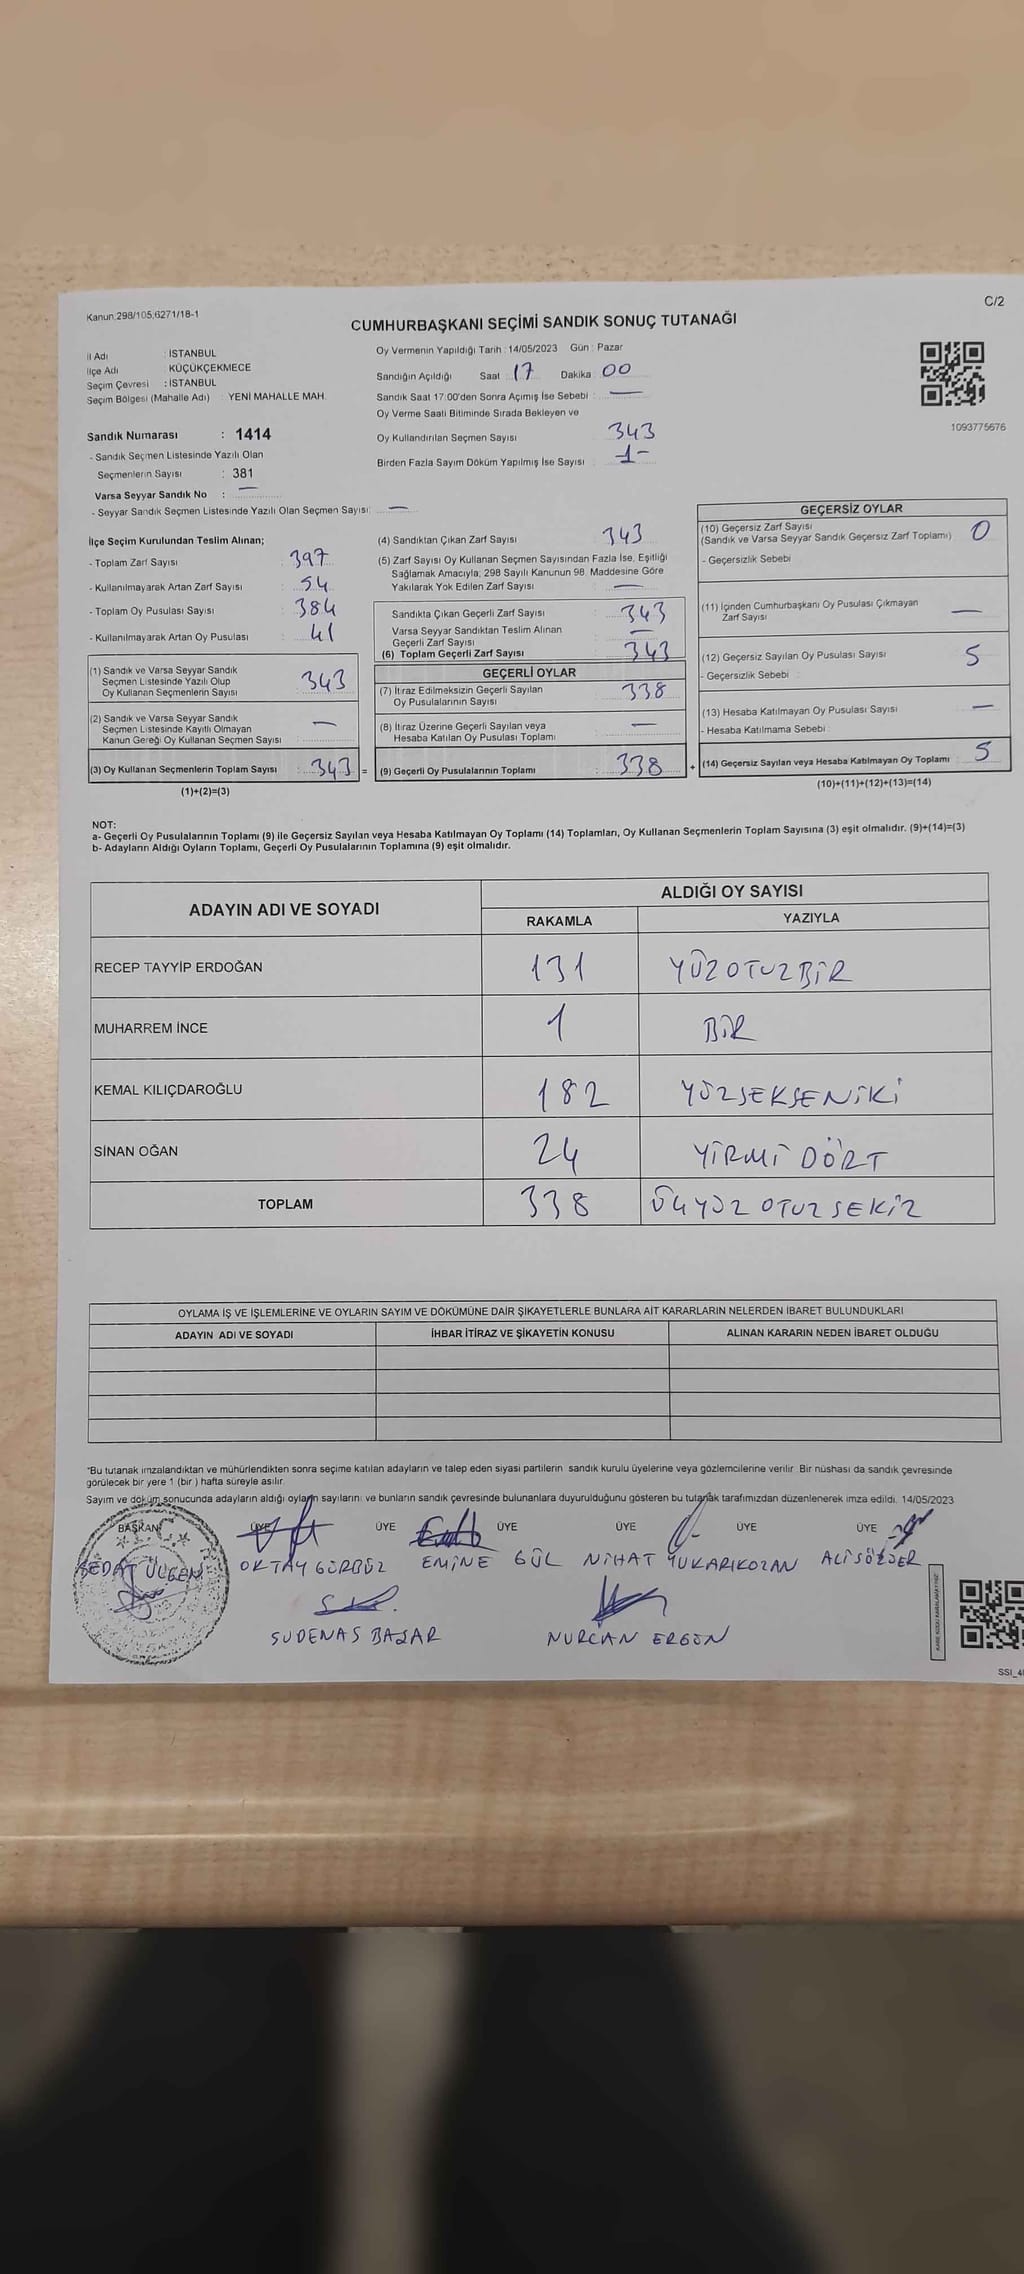 Kanun:298/105,6271/18-1
C/2
CUMHURBAŞKANI SEÇİMİ SANDIK SONUÇ TUTANAĞI
İl Adı : İSTANBUL
İlçe Adı : KÜÇÜKÇEKMECE
Seçim Çevresi : İSTANBUL
Seçim Bölgesi (Mahalle Adı) : YENİ MAHALLE MAH.
Sandık Numarası : 1414
- Sandık Seçmen Listesinde Yazılı Olan
Seçmenlerin Sayısı : 381
Varsa Seyyar Sandık No : —
- Seyyar Sandık Seçmen Listesinde Yazılı Olan Seçmen Sayısı: —
Oy Vermenin Yapıldığı Tarih : 14/05/2023 Gün : Pazar
Sandığın Açıldığı Saat : 17 Dakika : 00
Sandık Saat 17:00'den Sonra Açımış İse Sebebi : —
Oy Verme Saati Bitiminde Sırada Bekleyen ve
Oy Kullandırılan Seçmen Sayısı : 343
Birden Fazla Sayım Döküm Yapılmış İse Sayısı : -1-
1093775676
İlçe Seçim Kurulundan Teslim Alınan;
- Toplam Zarf Sayısı : 397
- Kullanılmayarak Artan Zarf Sayısı : 54
- Toplam Oy Pusulası Sayısı : 384
- Kullanılmayarak Artan Oy Pusulası : 41
(1) Sandık ve Varsa Seyyar Sandık
Seçmen Listesinde Yazılı Olup
Oy Kullanan Seçmenlerin Sayısı : 343
(2) Sandık ve Varsa Seyyar Sandık
Seçmen Listesinde Kayıtlı Olmayan
Kanun Gereği Oy Kullanan Seçmen Sayısı : —
(3) Oy Kullanan Seçmenlerin Toplam Sayısı : 343 =
(1)+(2)=(3)
(4) Sandıktan Çıkan Zarf Sayısı : 343
(5) Zarf Sayısı Oy Kullanan Seçmen Sayısından Fazla İse, Eşitliği
Sağlamak Amacıyla; 298 Sayılı Kanunun 98. Maddesine Göre
Yakılarak Yok Edilen Zarf Sayısı : —
Sandıkta Çıkan Geçerli Zarf Sayısı : 343
Varsa Seyyar Sandıktan Teslim Alınan
Geçerli Zarf Sayısı : —
(6) Toplam Geçerli Zarf Sayısı : 343
GEÇERLİ OYLAR
(7) İtiraz Edilmeksizin Geçerli Sayılan
Oy Pusulalarının Sayısı : 338
(8) İtiraz Üzerine Geçerli Sayılan veya
Hesaba Katılan Oy Pusulası Toplamı : —
(9) Geçerli Oy Pusulalarının Toplamı : 338 +
GEÇERSİZ OYLAR
(10) Geçersiz Zarf Sayısı
(Sandık ve Varsa Seyyar Sandık Geçersiz Zarf Toplamı) 0
- Geçersizlik Sebebi
(11) İçinden Cumhurbaşkanı Oy Pusulası Çıkmayan
Zarf Sayısı —
(12) Geçersiz Sayılan Oy Pusulası Sayısı 5
- Geçersizlik Sebebi :
(13) Hesaba Katılmayan Oy Pusulası Sayısı —
- Hesaba Katılmama Sebebi :
(14) Geçersiz Sayılan veya Hesaba Katılmayan Oy Toplamı 5
(10)+(11)+(12)+(13)=(14)
NOT:
a- Geçerli Oy Pusulalarının Toplamı (9) ile Geçersiz Sayılan veya Hesaba Katılmayan Oy Toplamı (14) Toplamları, Oy Kullanan Seçmenlerin Toplam Sayısına (3) eşit olmalıdır. (9)+(14)=(3)
b- Adayların Aldığı Oyların Toplamı, Geçerli Oy Pusulalarının Toplamına (9) eşit olmalıdır.
ADAYIN ADI VE SOYADI ALDIĞI OY SAYISI
RAKAMLA YAZIYLA
RECEP TAYYİP ERDOĞAN 131 YÜZOTUZBİR
MUHARREM İNCE 1 BİR
KEMAL KILIÇDAROĞLU 182 YÜZSEKSENİKİ
SİNAN OĞAN 24 YİRMİ DÖRT
TOPLAM 338 ÜÇYÜZ OTUZ SEKİZ
OYLAMA İŞ VE İŞLEMLERİNE VE OYLARIN SAYIM VE DÖKÜMÜNE DAİR ŞİKAYETLERLE BUNLARA AİT KARARLARIN NELERDEN İBARET BULUNDUKLARI
ADAYIN ADI VE SOYADI İHBAR İTİRAZ VE ŞİKAYETİN KONUSU ALINAN KARARIN NEDEN İBARET OLDUĞU
*Bu tutanak imzalandıktan ve mühürlendikten sonra seçime katılan adayların ve talep eden siyasi partilerin sandık kurulu üyelerine veya gözlemcilerine verilir. Bir nüshası da sandık çevresinde
görülecek bir yere 1 (bir) hafta süreyle asılır.
Sayım ve döküm sonucunda adayların aldığı oyların sayılarını ve bunların sandık çevresinde bulunanlara duyurulduğunu gösteren bu tutanak tarafımızdan düzenlenerek imza edildi. 14/05/2023
BAŞKAN ÜYE ÜYE ÜYE ÜYE ÜYE ÜYE
SEDAT ÜLGEN OKTAY GÜRBÜZ EMİNE GÜL NİHAT YUKARIKOZAN ALİ SÖZER
SUDENAS BAŞAR NURCAN ERGÜN